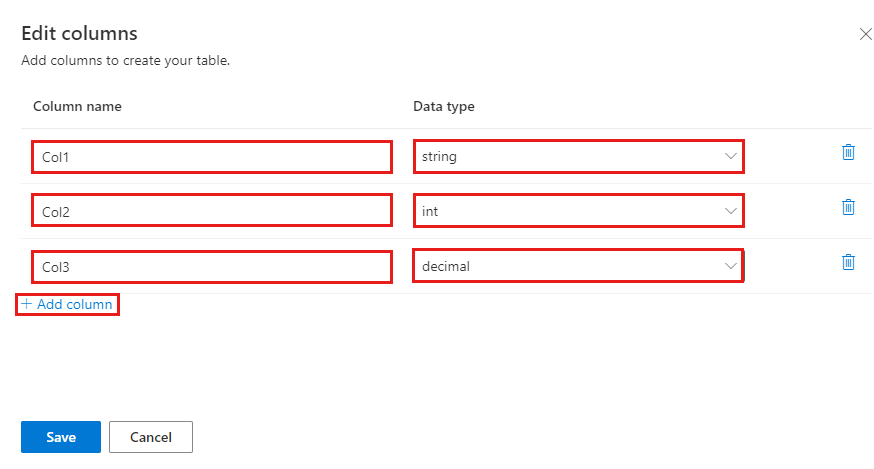 Edit columns
Add columns to create your table.
Column name Data type
Col1 string
Col2 int
Col3 decimal
+ Add column
Save Cancel